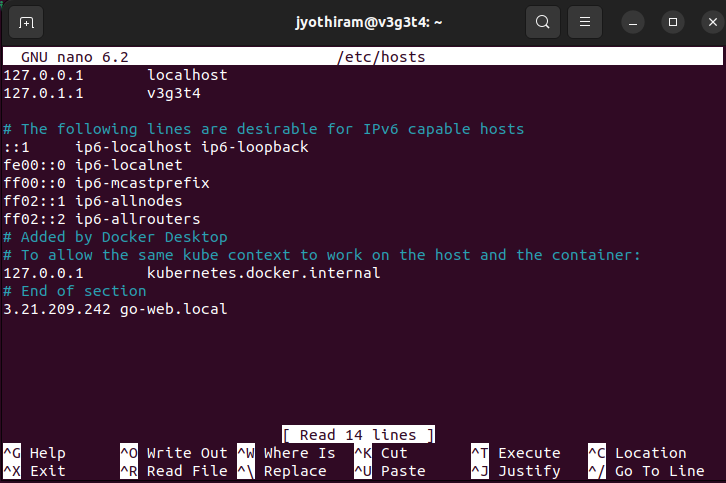 jyothiram@v3g3t4: ~
GNU nano 6.2 /etc/hosts
127.0.0.1 localhost
127.0.1.1 v3g3t4
# The following lines are desirable for IPv6 capable hosts
::1 ip6-localhost ip6-loopback
fe00::0 ip6-localnet
ff00::0 ip6-mcastprefix
ff02::1 ip6-allnodes
ff02::2 ip6-allrouters
# Added by Docker Desktop
# To allow the same kube context to work on the host and the container:
127.0.0.1 kubernetes.docker.internal
# End of section
3.21.209.242 go-web.local
[ Read 14 lines ]
^G Help ^O Write Out ^W Where Is ^K Cut ^T Execute ^C Location
^X Exit ^R Read File ^\ Replace ^U Paste ^J Justify ^/ Go To Line